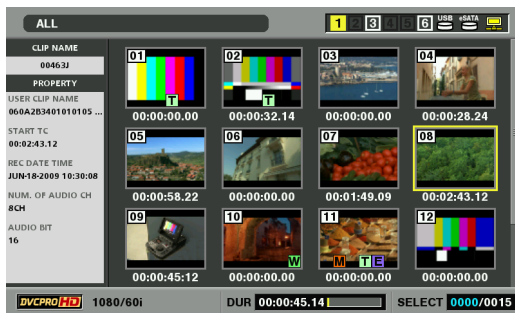 ALL
1 2 3 4 5 6 USB eSATA
CLIP NAME
00463J
PROPERTY
USER CLIP NAME
060A2B3401010105 ...
START TC
00:02:43.12
REC DATE TIME
JUN-18-2009 10:30:08
NUM. OF AUDIO CH
8CH
AUDIO BIT
16
01 02 03 04
T T
00:00:00.00 00:00:32.14 00:00:00.00 00:00:28.24
05 06 07 08
00:00:58.22 00:00:00.00 00:01:49.09 00:02:43.12
09 10 11 12
W M T E
00:00:45:12 00:00:00.00 00:00:00.00 00:00:00.00
DVCPRO HD 1080/60i DUR 00:00:45.14 SELECT 0000/0015